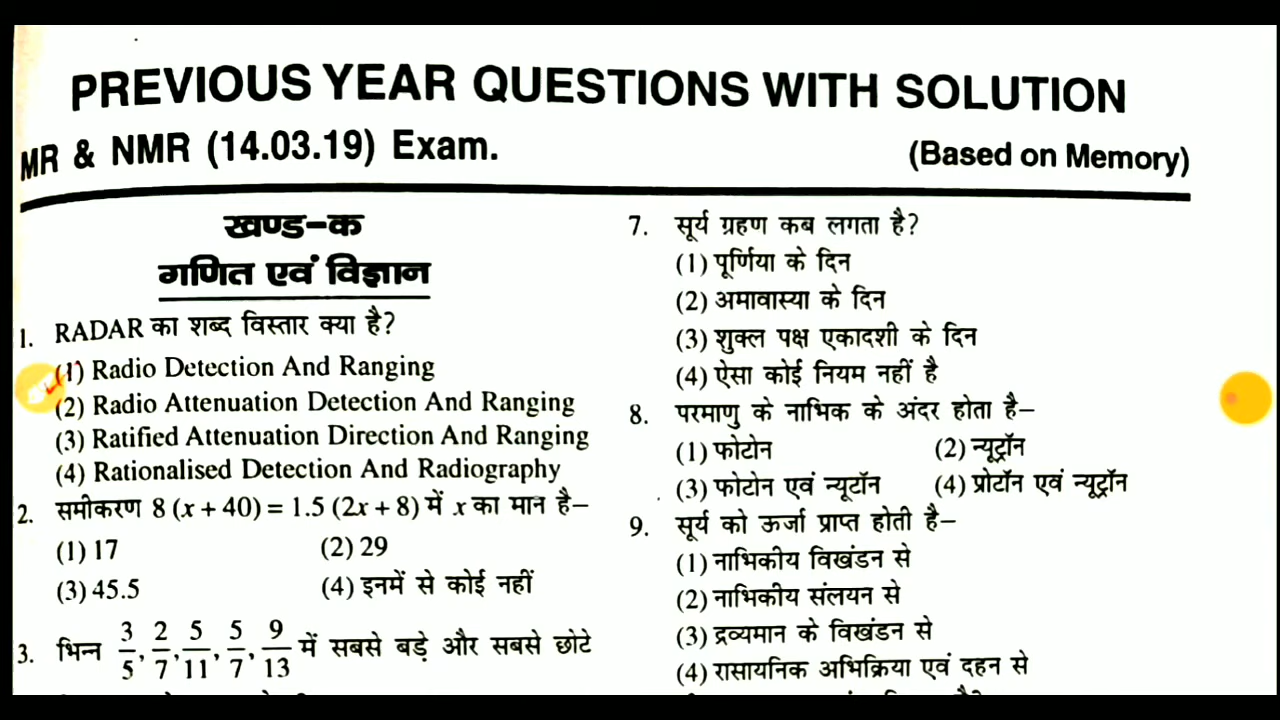 PREVIOUS YEAR QUESTIONS WITH SOLUTION
MR & NMR (14.03.19) Exam.
(Based on Memory)
खण्ड-क
गणित एवं विज्ञान
1. RADAR का शब्द विस्तार क्या है?
(1) Radio Detection And Ranging
(2) Radio Attenuation Detection And Ranging
(3) Ratified Attenuation Direction And Ranging
(4) Rationalised Detection And Radiography
2. समीकरण 8 (x + 40) = 1.5 (2x + 8) में x का मान है–
(1) 17 (2) 29
(3) 45.5 (4) इनमें से कोई नहीं
3. भिन्न 3/5, 2/7, 5/11, 5/7, 9/13 में सबसे बड़े और सबसे छोटे
7. सूर्य ग्रहण कब लगता है?
(1) पूर्णिया के दिन
(2) अमावास्या के दिन
(3) शुक्ल पक्ष एकादशी के दिन
(4) ऐसा कोई नियम नहीं है
8. परमाणु के नाभिक के अंदर होता है–
(1) फोटोन (2) न्यूट्रॉन
(3) फोटोन एवं न्यूटॉन (4) प्रोटॉन एवं न्यूट्रॉन
9. सूर्य को ऊर्जा प्राप्त होती है–
(1) नाभिकीय विखंडन से
(2) नाभिकीय संलयन से
(3) द्रव्यमान के विखंडन से
(4) रासायनिक अभिक्रिया एवं दहन से